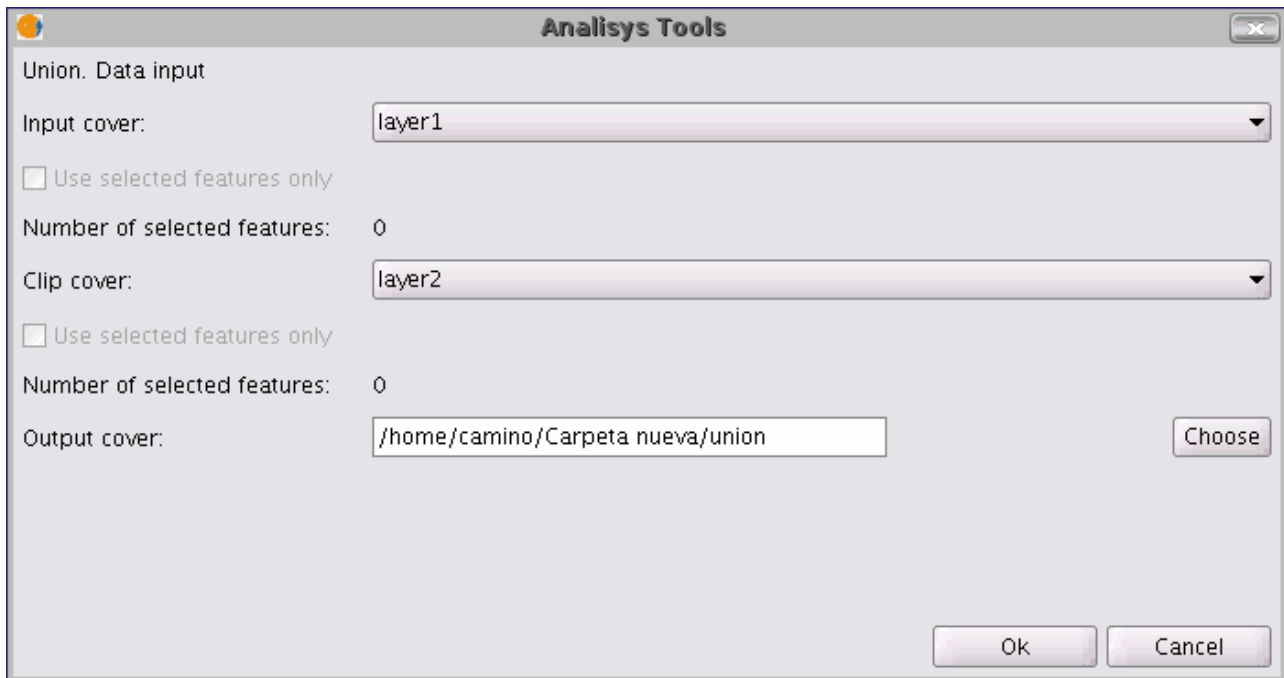 Analisys Tools
Union. Data input
Input cover: layer1
Use selected features only
Number of selected features: 0
Clip cover: layer2
Use selected features only
Number of selected features: 0
Output cover: /home/camino/Carpeta nueva/union Choose
Ok Cancel